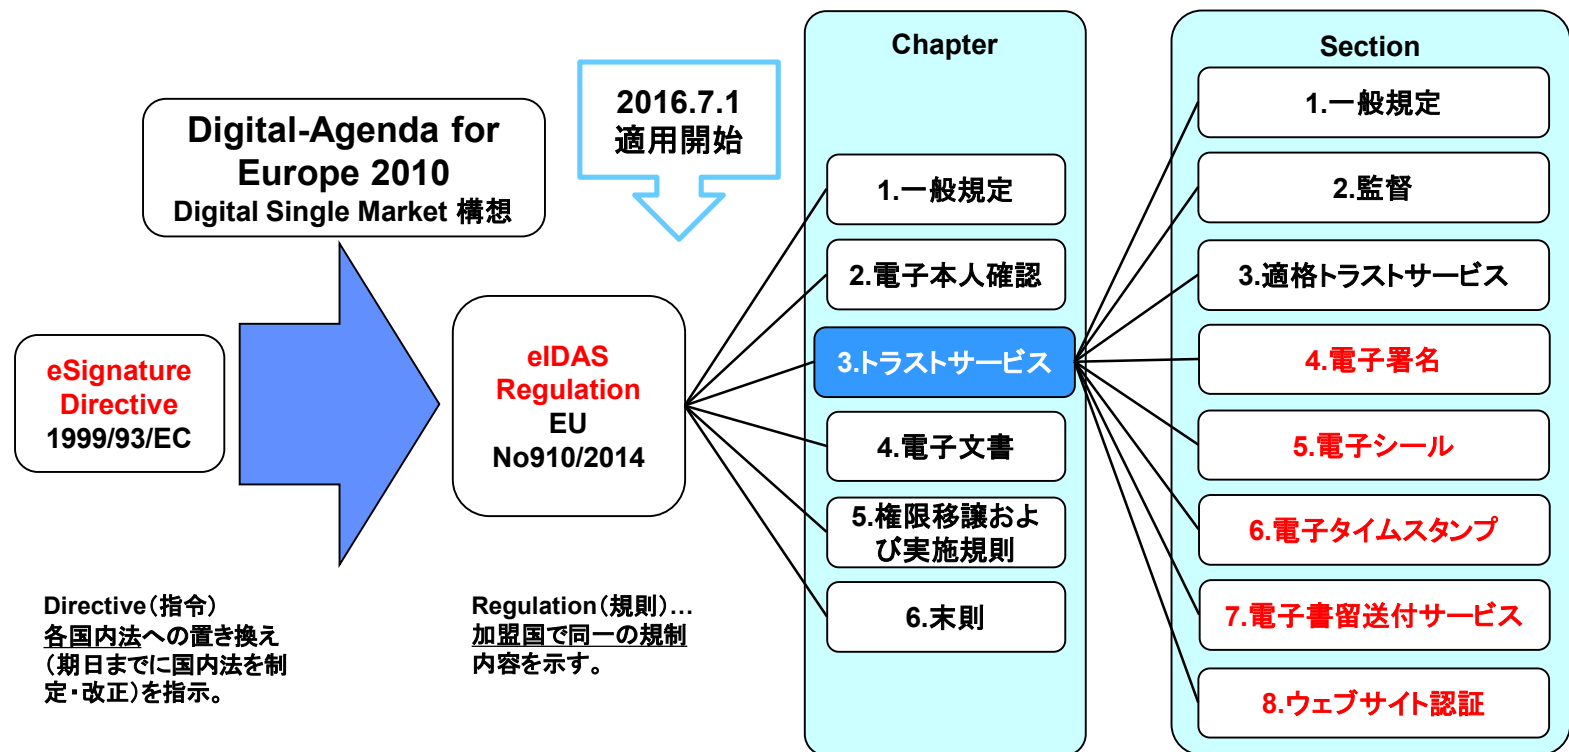 Digital-Agenda for
Europe 2010
Digital Single Market 構想
2016.7.1
適用開始
eSignature
Directive
1999/93/EC
eIDAS
Regulation
EU
No910/2014
Directive（指令）
各国内法への置き換え
（期日までに国内法を制
定・改正）を指示。
Regulation（規則）…
加盟国で同一の規制
内容を示す。
Chapter
1.一般規定
2.電子本人確認
3.トラストサービス
4.電子文書
5.権限移譲およ
び実施規則
6.末則
Section
1.一般規定
2.監督
3.適格トラストサービス
4.電子署名
5.電子シール
6.電子タイムスタンプ
7.電子書留送付サービス
8.ウェブサイト認証